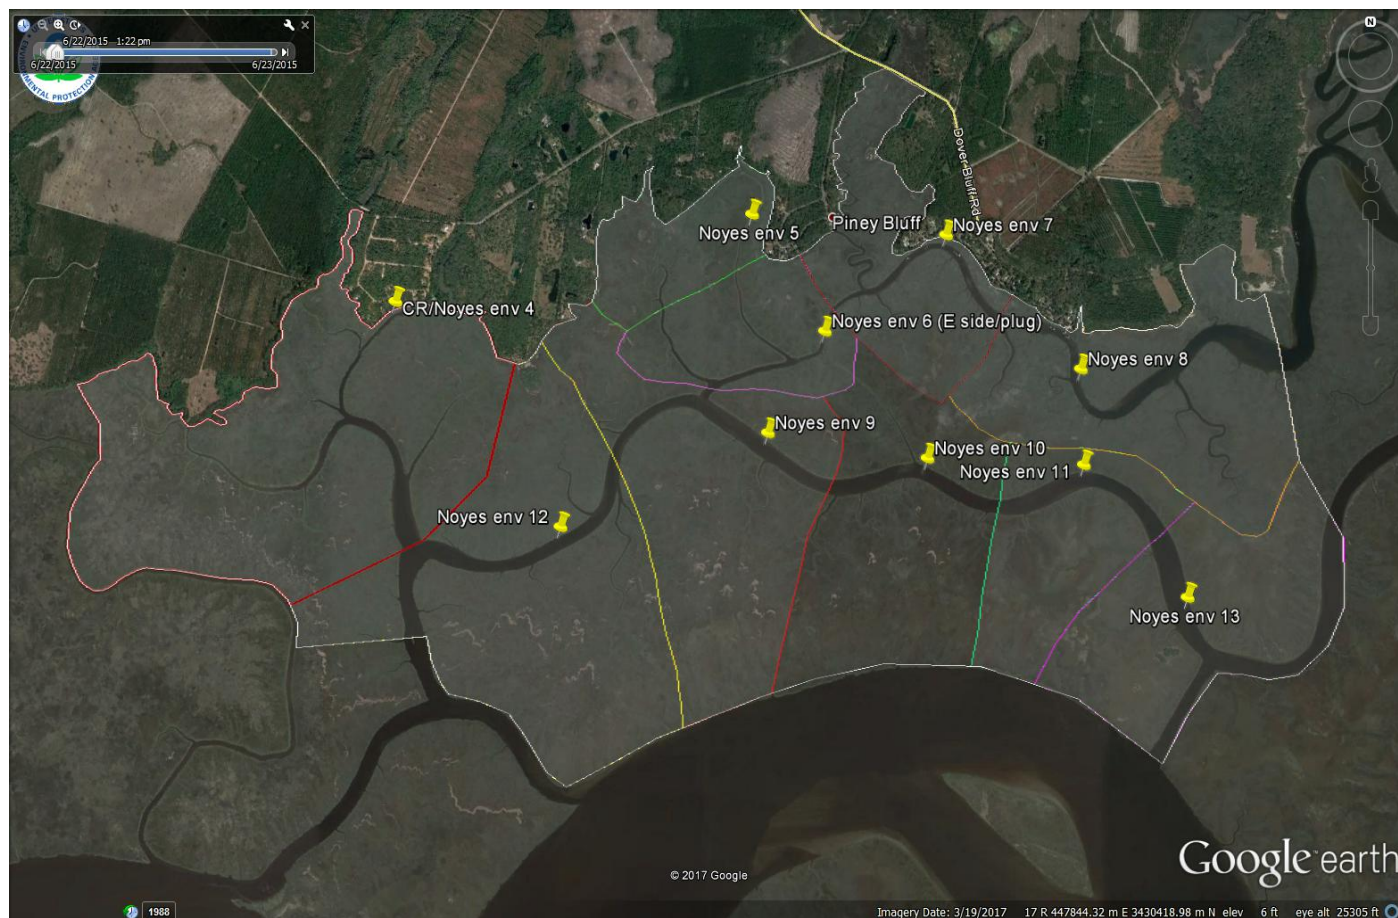 6/22/2015 1:22 pm
6/22/2015
6/23/2015
MENTAL PROTECTION
N
Dover Bluff Rd
Piney Bluff
Noyes env 7
Noyes env 5
CR/Noyes env 4
Noyes env 6 (E side/plug)
Noyes env 8
Noyes env 9
Noyes env 10
Noyes env 11
Noyes env 12
Noyes env 13
Google earth
© 2017 Google
1988
Imagery Date: 3/19/2017 17 R 447844.32 m E 3430418.98 m N elev 6 ft eye alt 25305 ft